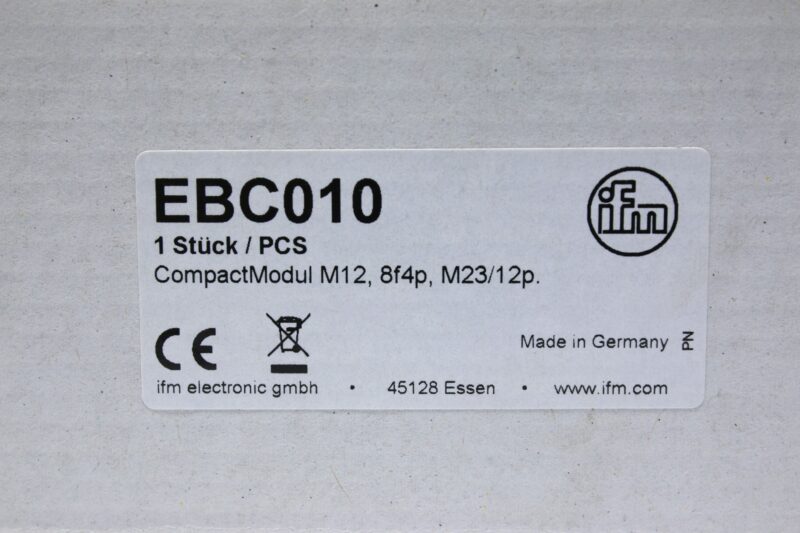 EBC010
ifm
1 Stück / PCS
CompactModul M12, 8f4p, M23/12p.
CE
Made in Germany
PN
ifm electronic gmbh • 45128 Essen • www.ifm.com